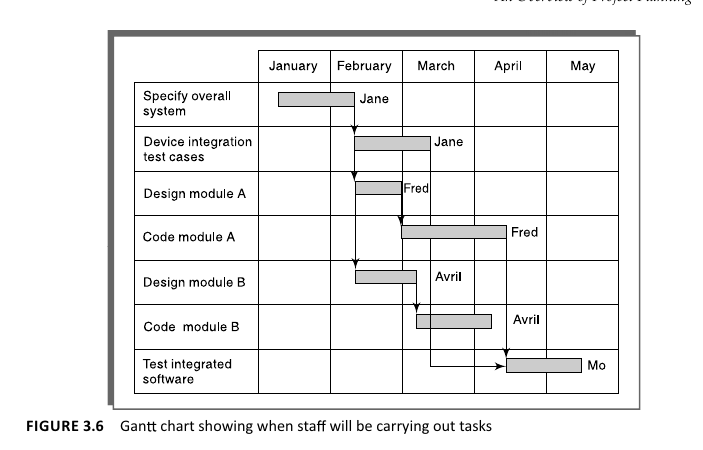 An Overview of Project Planning
January February March April May
Specify overall
system
Jane
Device integration
test cases
Jane
Design module A
Fred
Code module A
Fred
Design module B
Avril
Code module B
Avril
Test integrated
software
Mo
FIGURE 3.6 Gantt chart showing when staff will be carrying out tasks